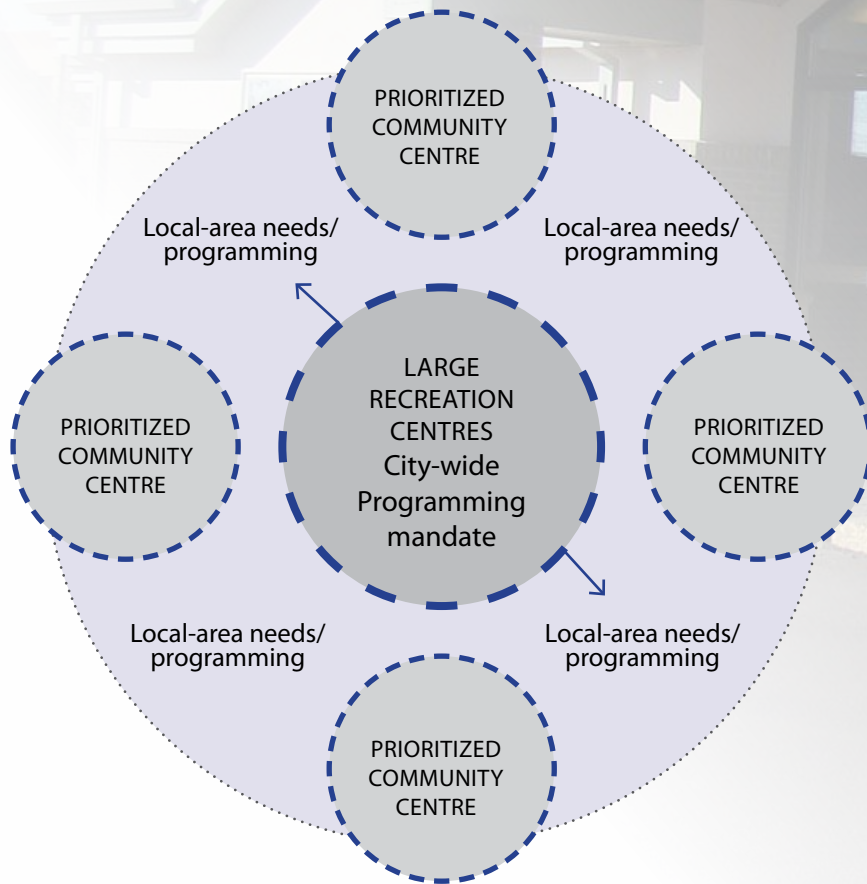 PRIORITIZED
COMMUNITY
CENTRE
Local-area needs/
programming
Local-area needs/
programming
PRIORITIZED
COMMUNITY
CENTRE
LARGE
RECREATION
CENTRES
City-wide
Programming
mandate
PRIORITIZED
COMMUNITY
CENTRE
Local-area needs/
programming
Local-area needs/
programming
PRIORITIZED
COMMUNITY
CENTRE